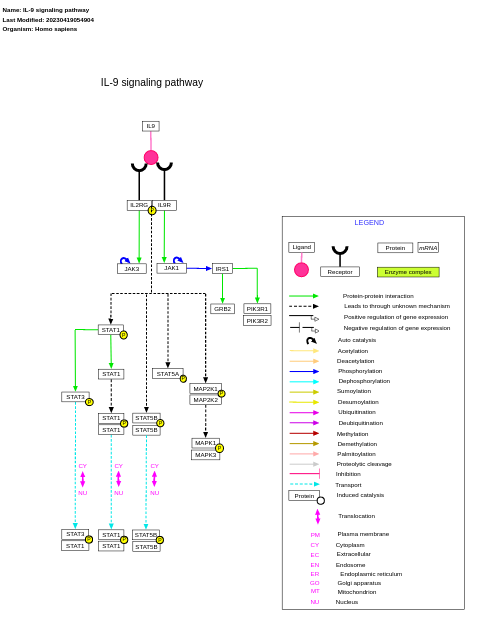 Name: IL-9 signaling pathway
Last Modified: 20230419054904
Organism: Homo sapiens
IL-9 signaling pathway
IL9
IL2RG IL9R
P
JAK3 JAK1 IRS1
GRB2 PIK3R1
PIK3R2
STAT1 P
STAT1 STAT5A P
STAT3 P MAP2K1 P
MAP2K2
STAT1 P STAT5B P
STAT1 STAT5B
MAPK1 P
MAPK3
CY CY CY
NU NU NU
STAT3 P STAT1 P STAT5B P
STAT1 STAT1 STAT5B
LEGEND
Ligand Protein mRNA
Receptor Enzyme complex
Protein-protein interaction
Leads to through unknown mechanism
Positive regulation of gene expression
Negative regulation of gene expression
Auto catalysis
Acetylation
Deacetylation
Phosphorylation
Dephosphorylation
Sumoylation
Desumoylation
Ubiquitination
Deubiquitination
Methylation
Demethylation
Palmitoylation
Proteolytic cleavage
Inhibition
Transport
Protein Induced catalysis
Translocation
PM Plasma membrane
CY Cytoplasm
EC Extracellular
EN Endosome
ER Endoplasmic reticulum
GO Golgi apparatus
MT Mitochondrion
NU Nucleus